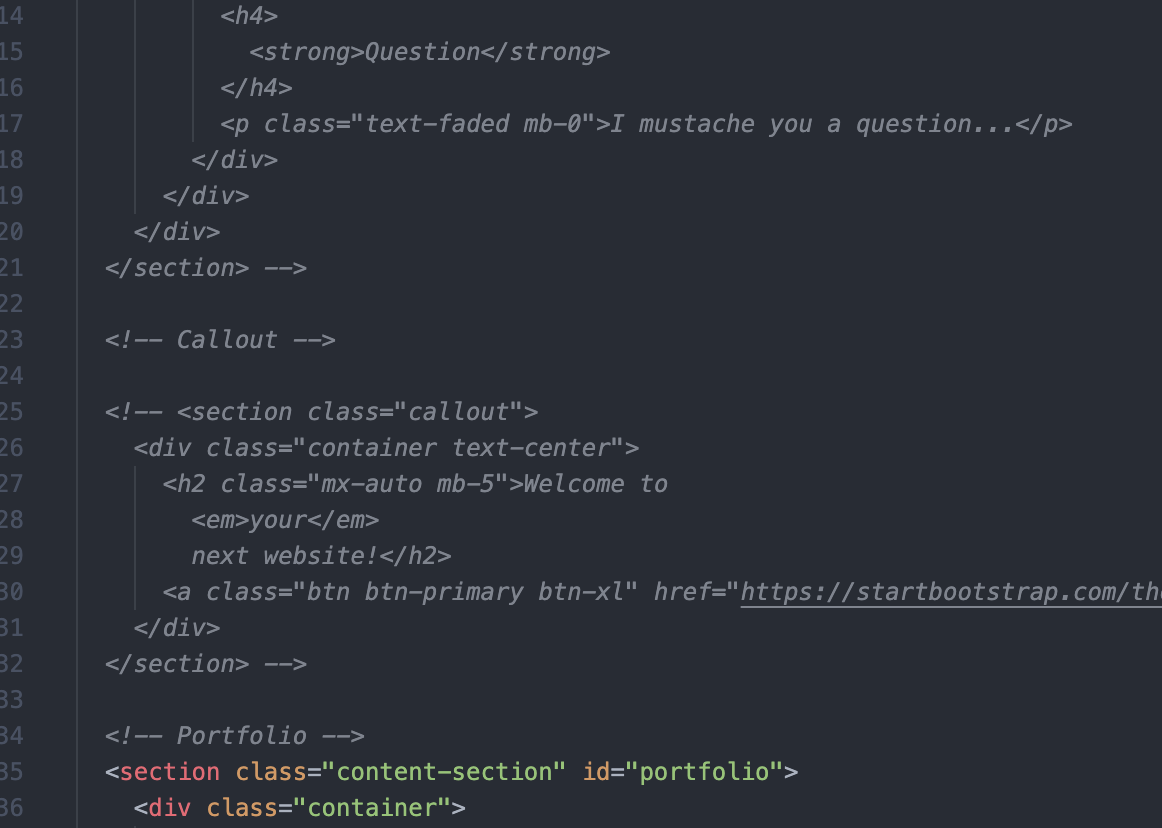 14 <h4>
15 <strong>Question</strong>
16 </h4>
17 <p class="text-faded mb-0">I mustache you a question...</p>
18 </div>
19 </div>
20 </div>
21 </section> -->
22
23 <!-- Callout -->
24
25 <!-- <section class="callout">
26 <div class="container text-center">
27 <h2 class="mx-auto mb-5">Welcome to
28 <em>your</em>
29 next website!</h2>
30 <a class="btn btn-primary btn-xl" href="https://startbootstrap.com/th
31 </div>
32 </section> -->
33
34 <!-- Portfolio -->
35 <section class="content-section" id="portfolio">
36 <div class="container">